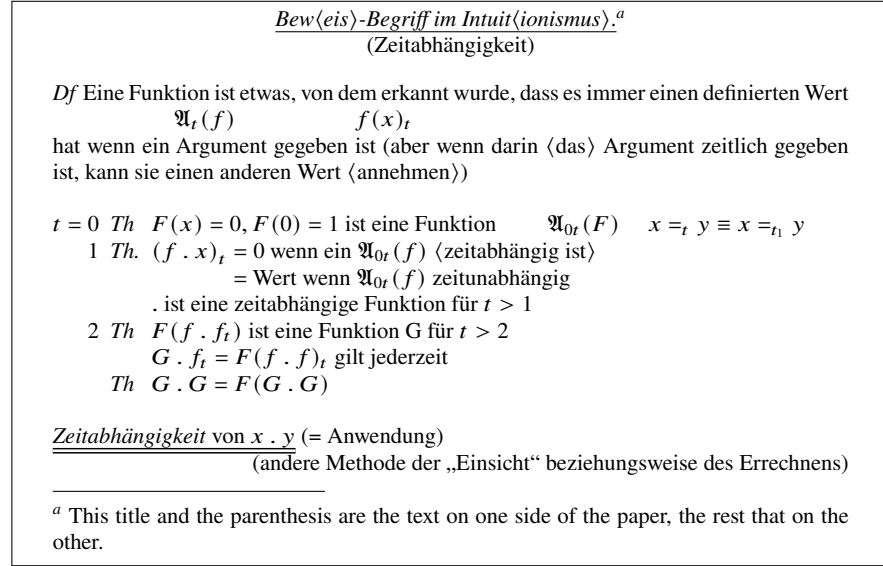 Bew⟨eis⟩-Begriff im Intuit⟨ionismus⟩.ᵃ
(Zeitabhängigkeit)
Df Eine Funktion ist etwas, von dem erkannt wurde, dass es immer einen definierten Wert
𝔄ₜ(f) f(x)ₜ
hat wenn ein Argument gegeben ist (aber wenn darin ⟨das⟩ Argument zeitlich gegeben
ist, kann sie einen anderen Wert ⟨annehmen⟩)
t = 0 Th F(x) = 0, F(0) = 1 ist eine Funktion 𝔄₀ₜ(F) x =ₜ y ≡ x =ₜ₁ y
1 Th. (f . x)ₜ = 0 wenn ein 𝔄₀ₜ(f) ⟨zeitabhängig ist⟩
= Wert wenn 𝔄₀ₜ(f) zeitunabhängig
. ist eine zeitabhängige Funktion für t > 1
2 Th F(f . fₜ) ist eine Funktion G für t > 2
G . fₜ = F(f . f)ₜ gilt jederzeit
Th G . G = F(G . G)
Zeitabhängigkeit von x . y (= Anwendung)
(andere Methode der „Einsicht“ beziehungsweise des Errechnens)
ᵃ This title and the parenthesis are the text on one side of the paper, the rest that on the
other.